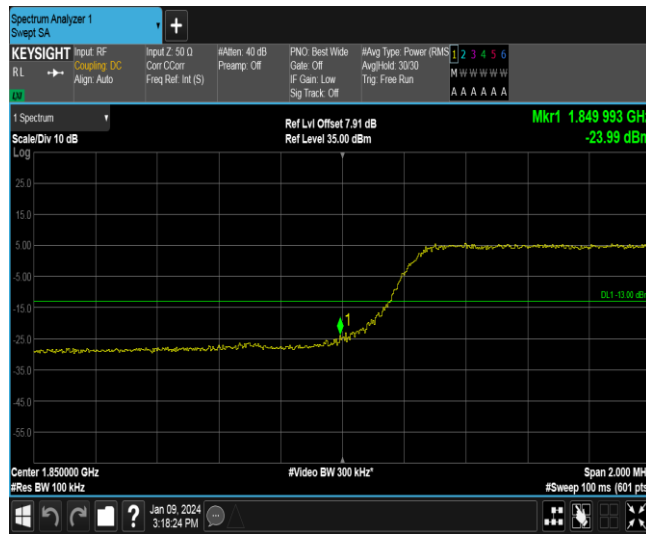 Spectrum Analyzer 1
Swept SA
+
KEYSIGHT
RL
Input: RF
Coupling: DC
Align: Auto
Input Z: 50 Ω
Corr CCorr
Freq Ref: Int (S)
#Atten: 40 dB
Preamp: Off
PNO: Best Wide
Gate: Off
IF Gain: Low
Sig Track: Off
#Avg Type: Power (RMS
Avg|Hold: 30/30
Trig: Free Run
1 2 3 4 5 6
M W W W W W
A A A A A A
1 Spectrum
Scale/Div 10 dB
Log
Ref Lvl Offset 7.91 dB
Ref Level 35.00 dBm
Mkr1 1.849 993 GHz
-23.99 dBm
25.0
15.0
5.00
-5.00
-15.0
-25.0
-35.0
-45.0
-55.0
DL1 -13.00 dBm
1
Center 1.850000 GHz
#Res BW 100 kHz
#Video BW 300 kHz*
Span 2.000 MH
#Sweep 100 ms (601 pts
?
Jan 09, 2024
3:18:24 PM